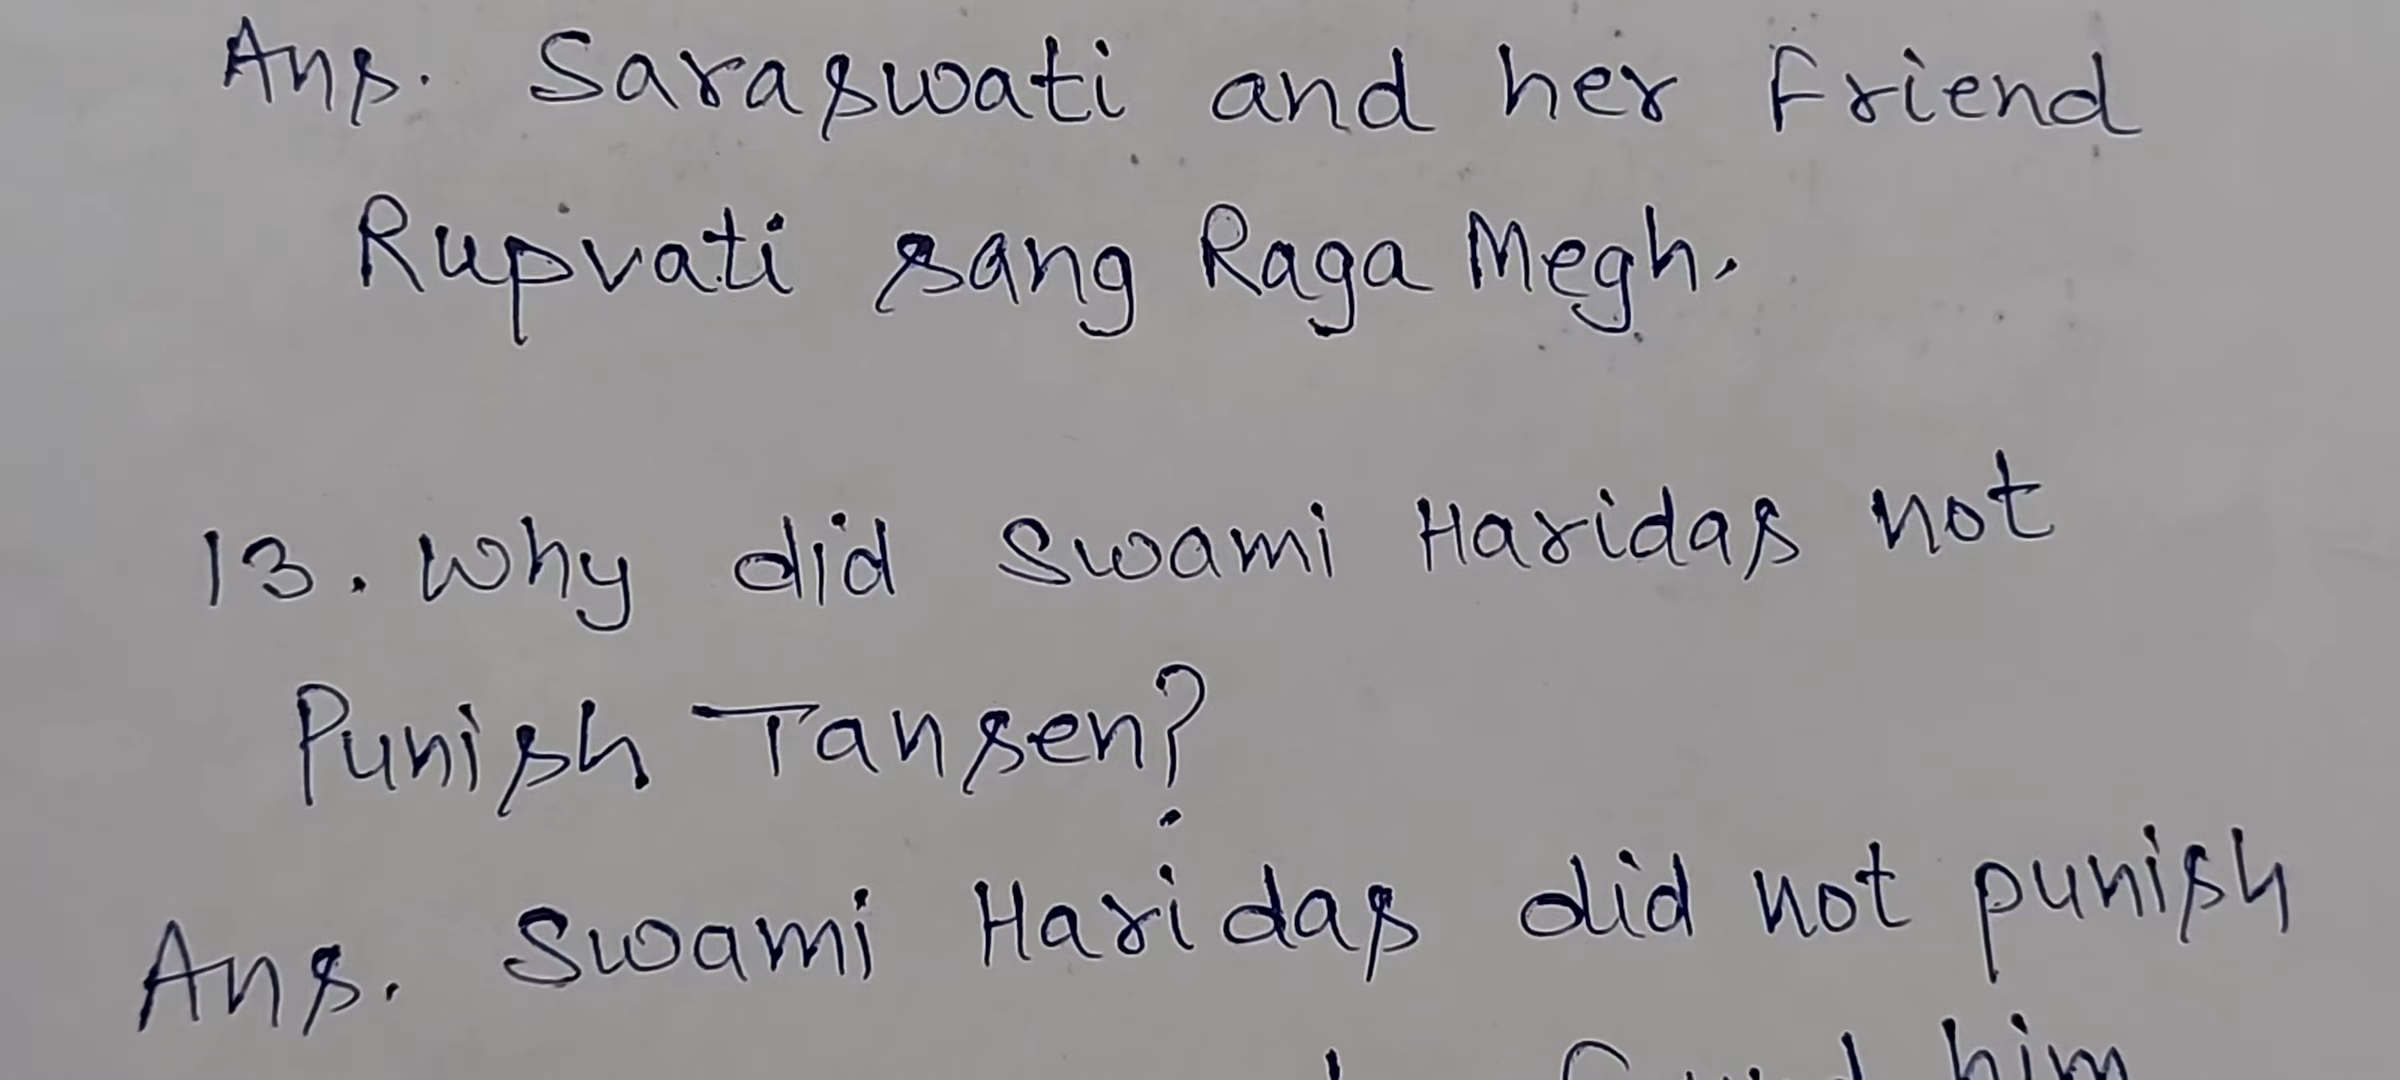 Ans. Saraswati and her Friend
Rupvati sang Raga Megh.
13. Why did Swami Haridas not
Punish Tansen?
Ans. Swami Haridas did not punish
him